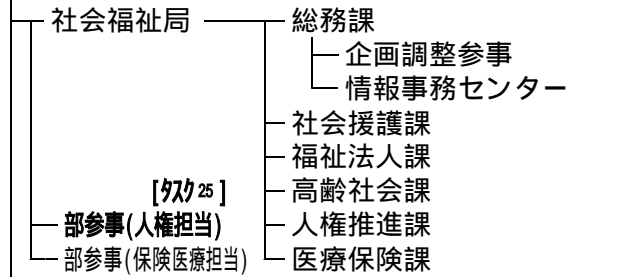 社会福祉局 総務課
企画調整参事
情報事務センター
社会援護課
福祉法人課
[ﾀｽｸ25] 高齢社会課
部参事(人権担当) 人権推進課
部参事(保険医療担当) 医療保険課